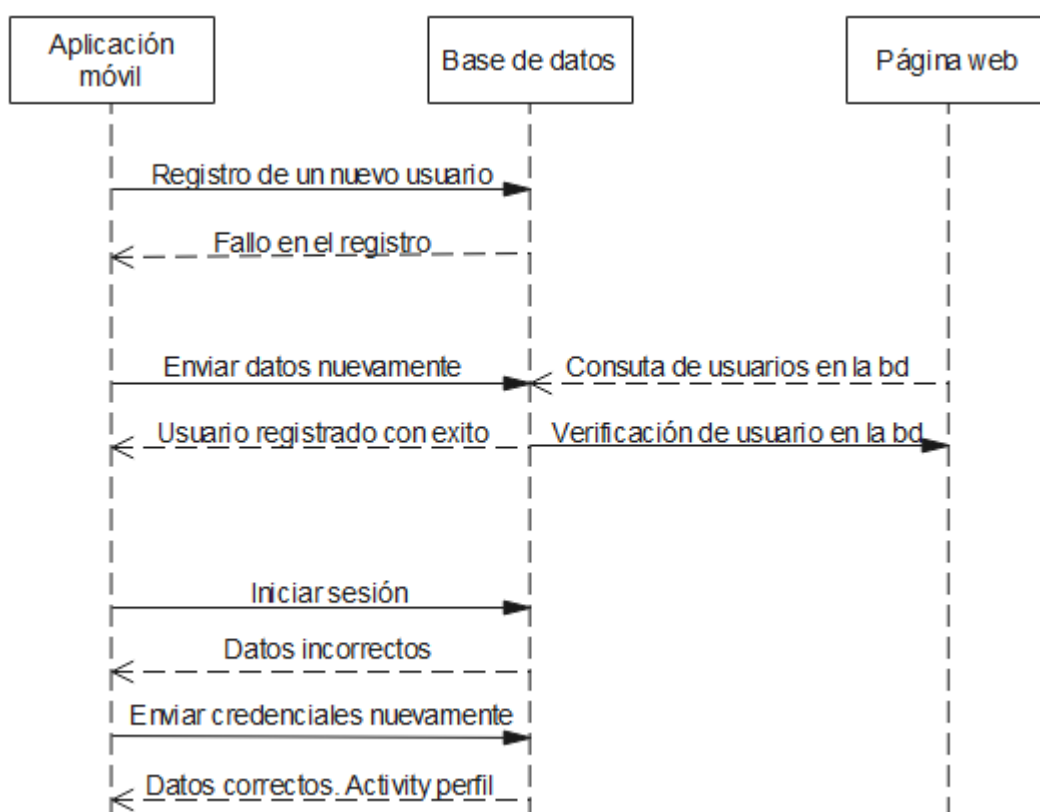 Aplicación
móvil
Base de datos
Página web
Registro de un nuevo usuario
Fallo en el registro
Enviar datos nuevamente
Consuta de usuarios en la bd
Usuario registrado con exito
Verificación de usuario en la bd
Iniciar sesión
Datos incorrectos
Enviar credenciales nuevamente
Datos correctos. Activity perfil